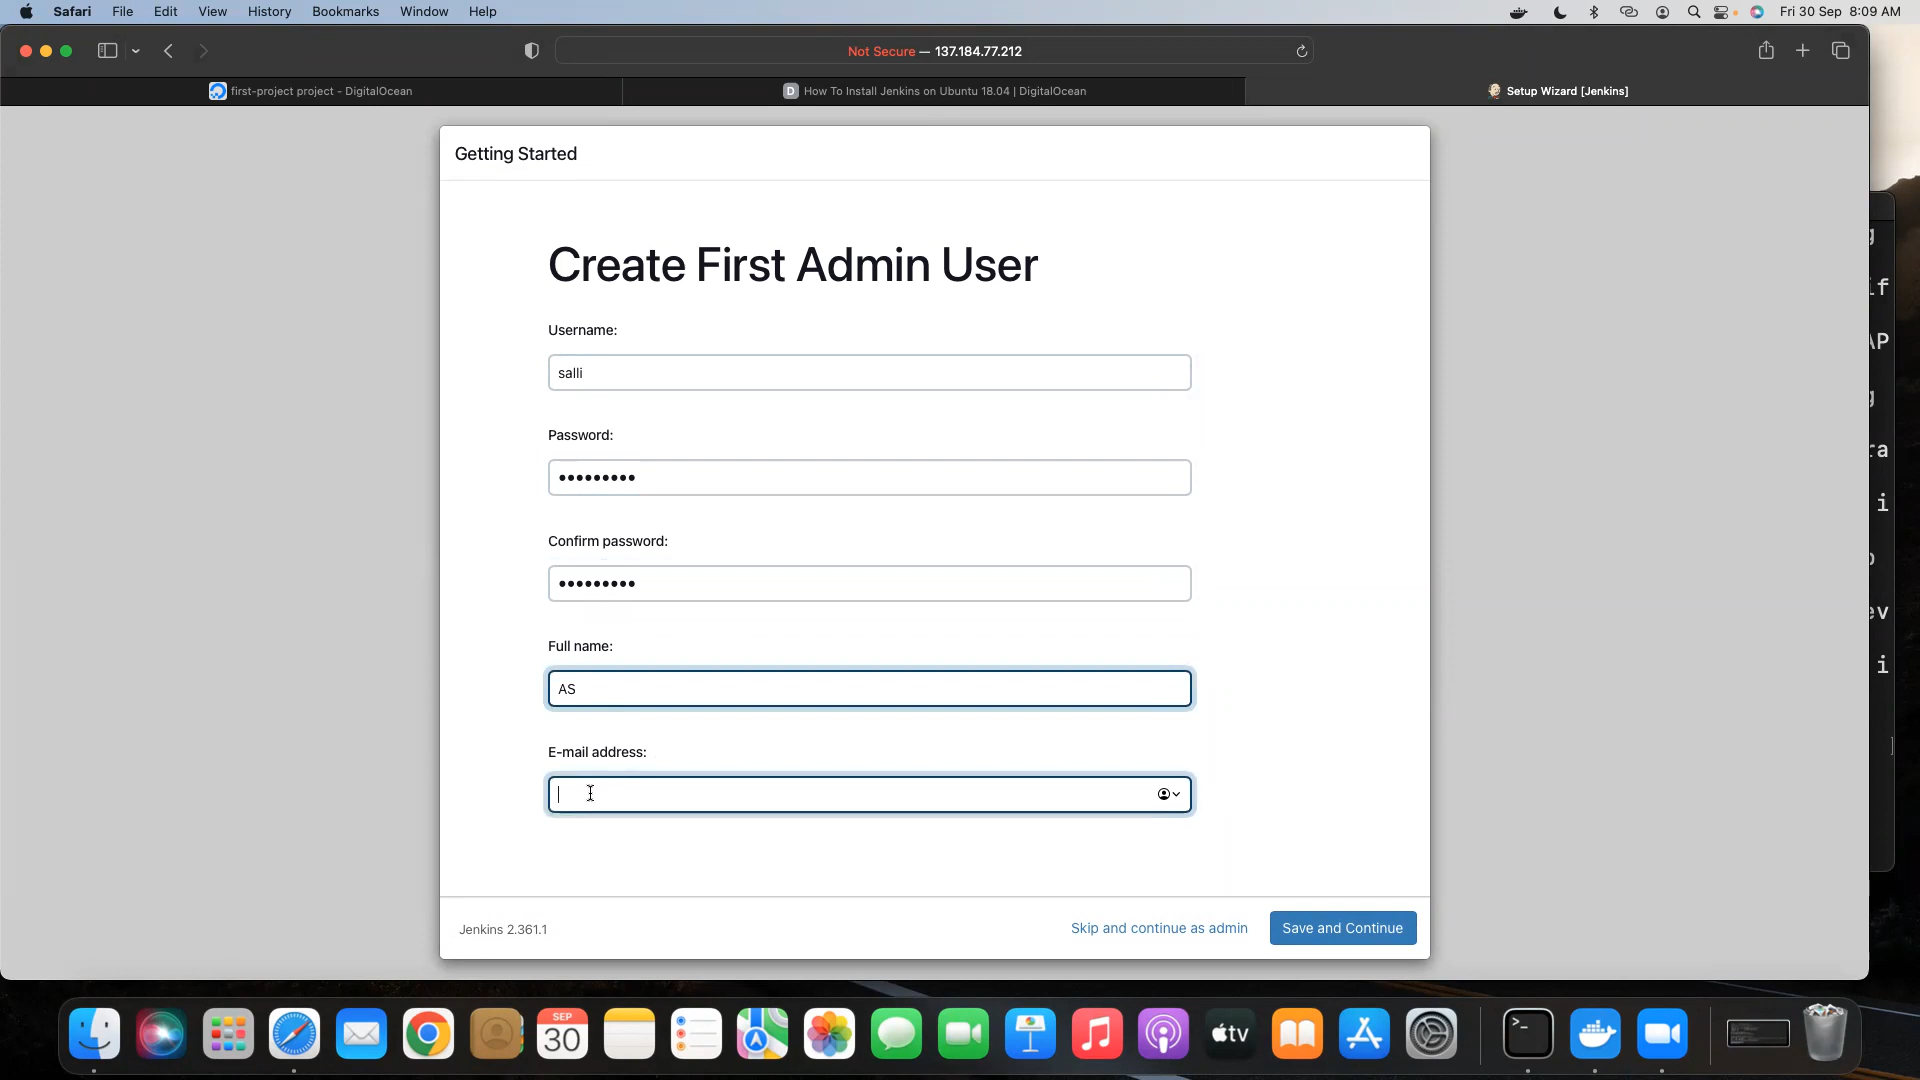 Safari File Edit View History Bookmarks Window Help Fri 30 Sep 8:09 AM
Not Secure — 137.184.77.212
first-project project - DigitalOcean
D How To Install Jenkins on Ubuntu 18.04 | DigitalOcean
Setup Wizard [Jenkins]
Getting Started
Create First Admin User
Username:
salli
Password:
•••••••••
Confirm password:
•••••••••
Full name:
AS
E-mail address:
Jenkins 2.361.1 Skip and continue as admin Save and Continue
SEP
30
tv